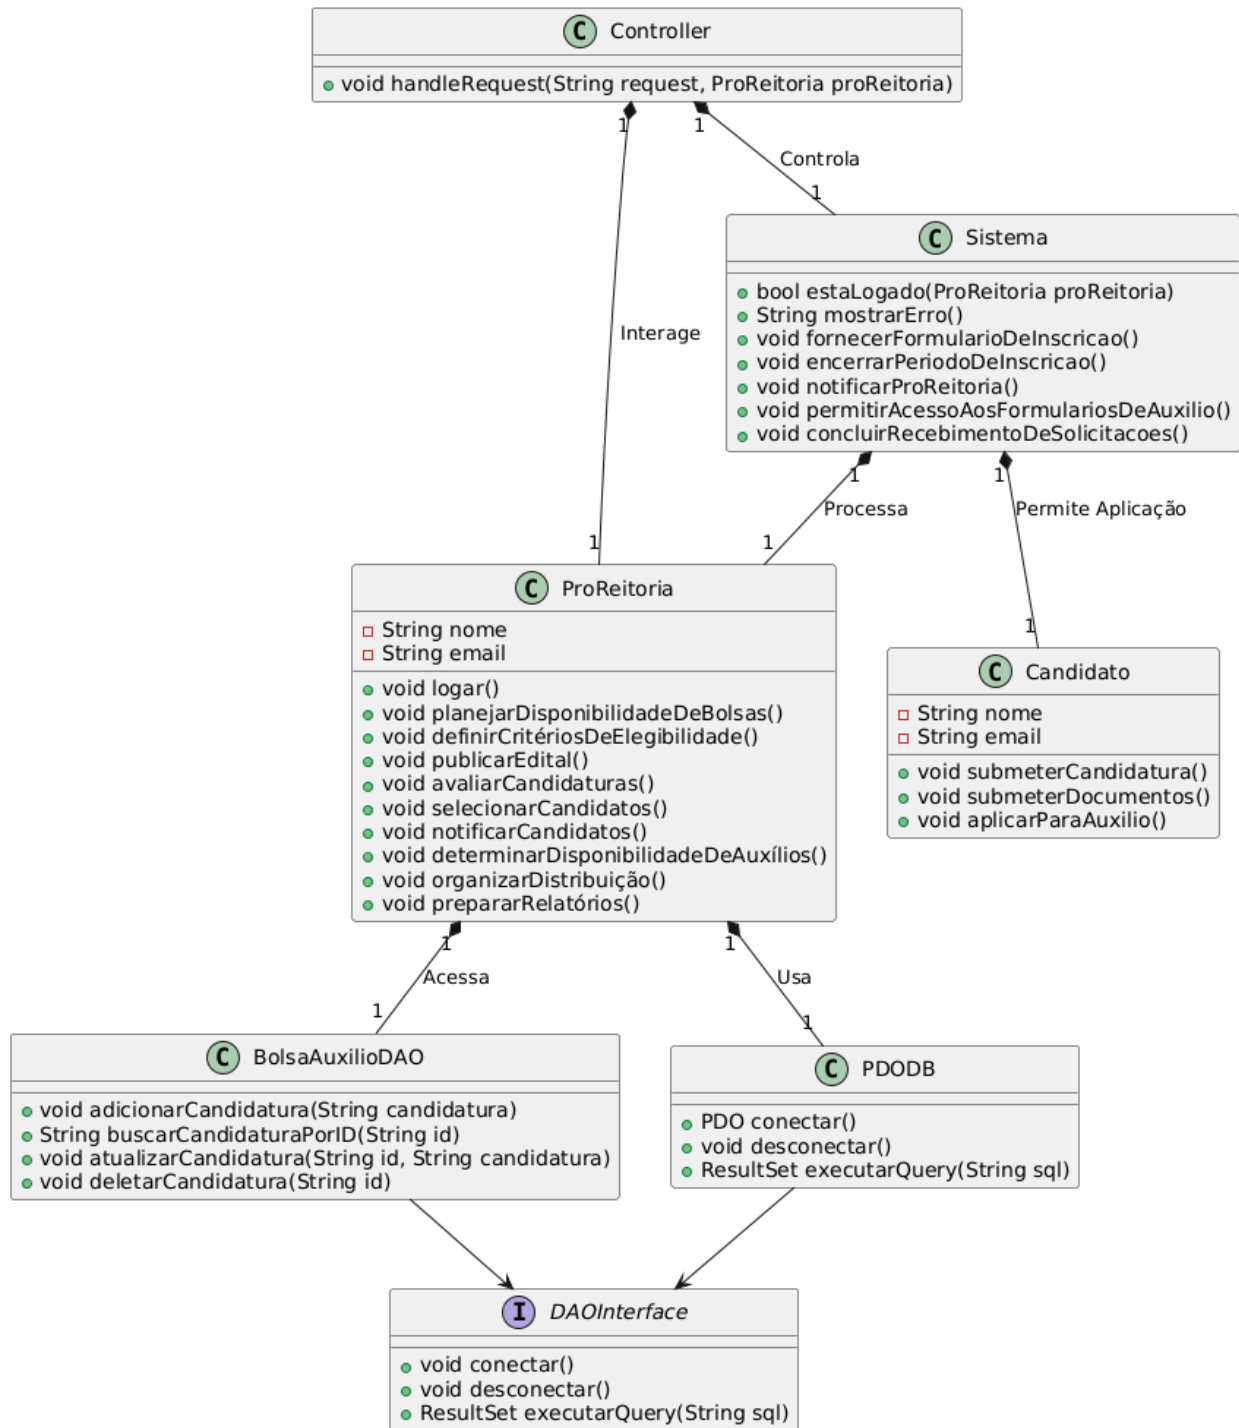 C Controller
void handleRequest(String request, ProReitoria proReitoria)
1
1
Controla
1
Interage
1
C Sistema
bool estaLogado(ProReitoria proReitoria)
String mostrarErro()
void fornecerFormularioDeInscricao()
void encerrarPeriodoDeInscricao()
void notificarProReitoria()
void permitirAcessoAosFormulariosDeAuxilio()
void concluirRecebimentoDeSolicitacoes()
1
1
Processa
Permite Aplicação
1
1
C ProReitoria
String nome
String email
void logar()
void planejarDisponibilidadeDeBolsas()
void definirCritériosDeElegibilidade()
void publicarEdital()
void avaliarCandidaturas()
void selecionarCandidatos()
void notificarCandidatos()
void determinarDisponibilidadeDeAuxílios()
void organizarDistribuição()
void prepararRelatórios()
C Candidato
String nome
String email
void submeterCandidatura()
void submeterDocumentos()
void aplicarParaAuxilio()
1
1
Acessa
Usa
1
1
C BolsaAuxilioDAO
void adicionarCandidatura(String candidatura)
String buscarCandidaturaPorID(String id)
void atualizarCandidatura(String id, String candidatura)
void deletarCandidatura(String id)
C PDODB
PDO conectar()
void desconectar()
ResultSet executarQuery(String sql)
I DAOInterface
void conectar()
void desconectar()
ResultSet executarQuery(String sql)